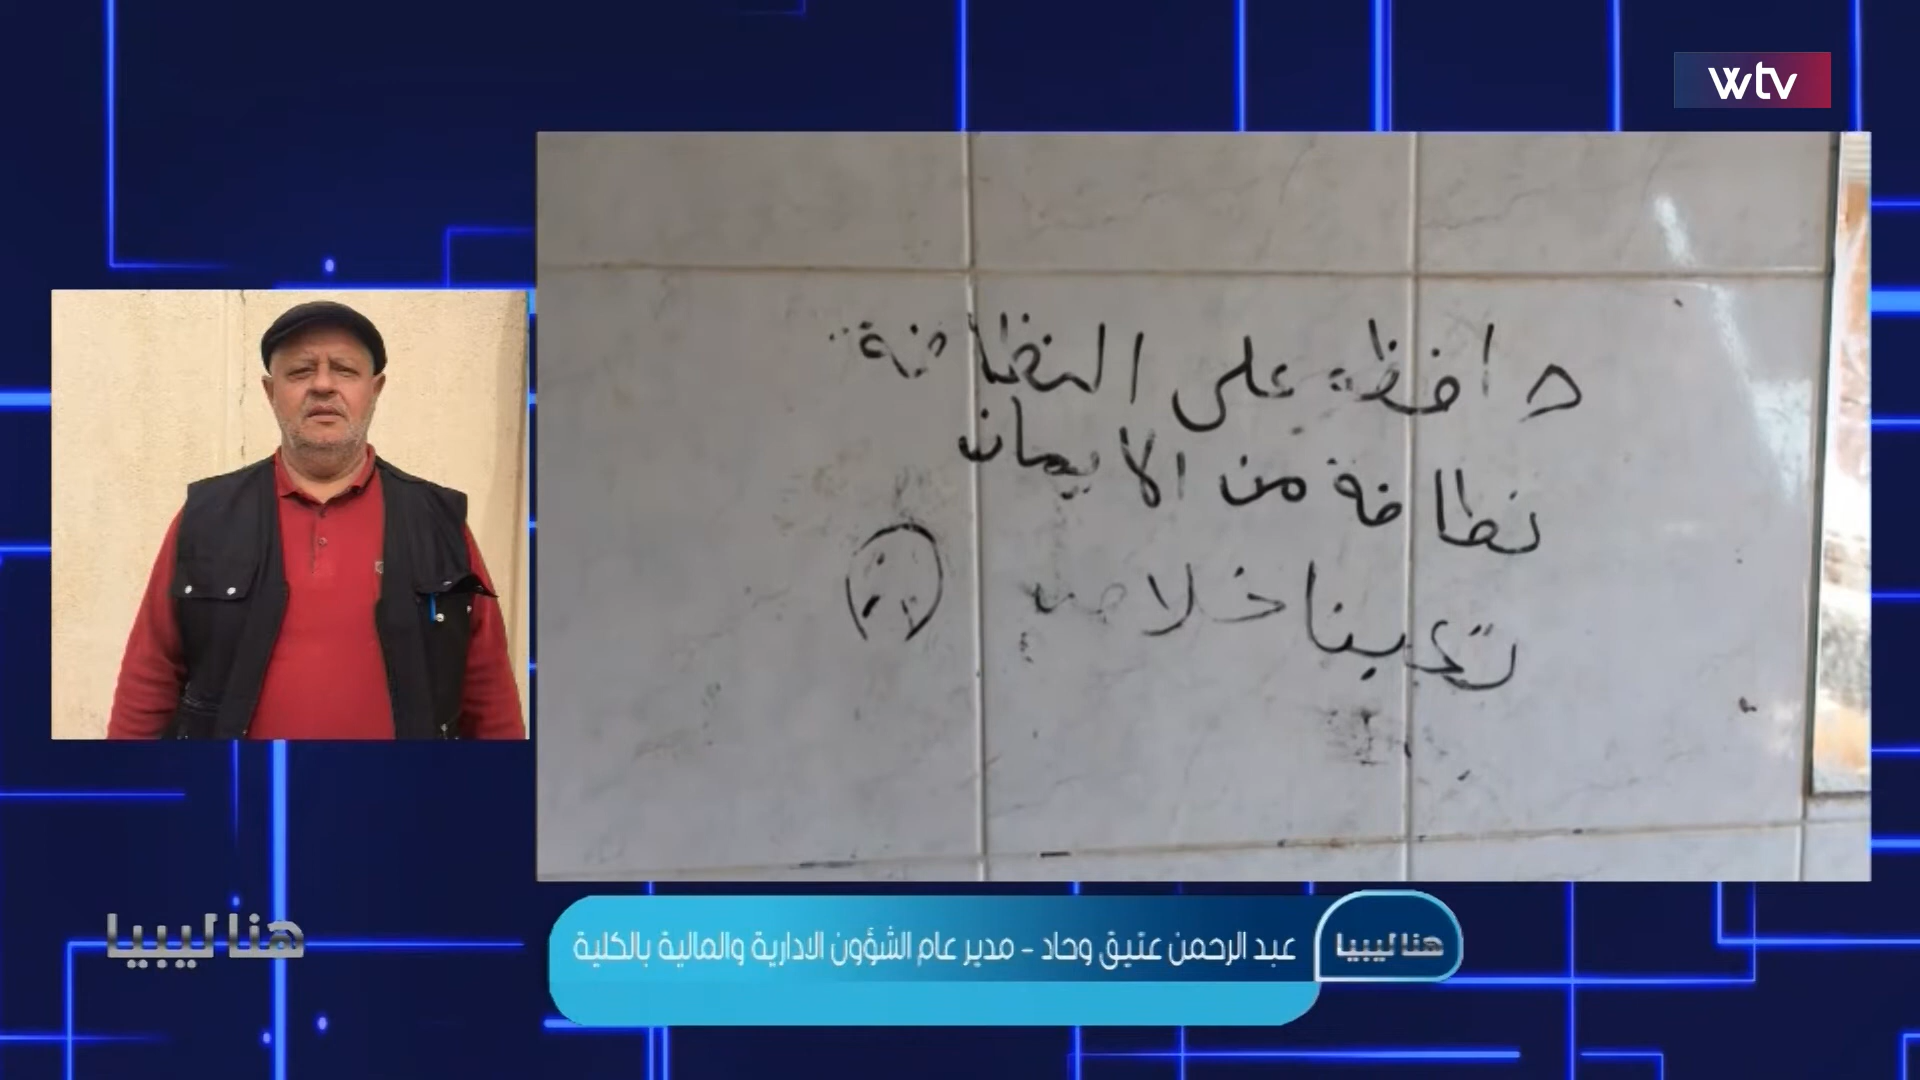 wtv
حافظه على النظافة
نظافة من الايمان
تعبنا خلاص
هنا ليبيا
عبد الرحمن عتيق وحاد - مدير عام الشؤون الادارية والمالية بالكلية
هنا ليبيا